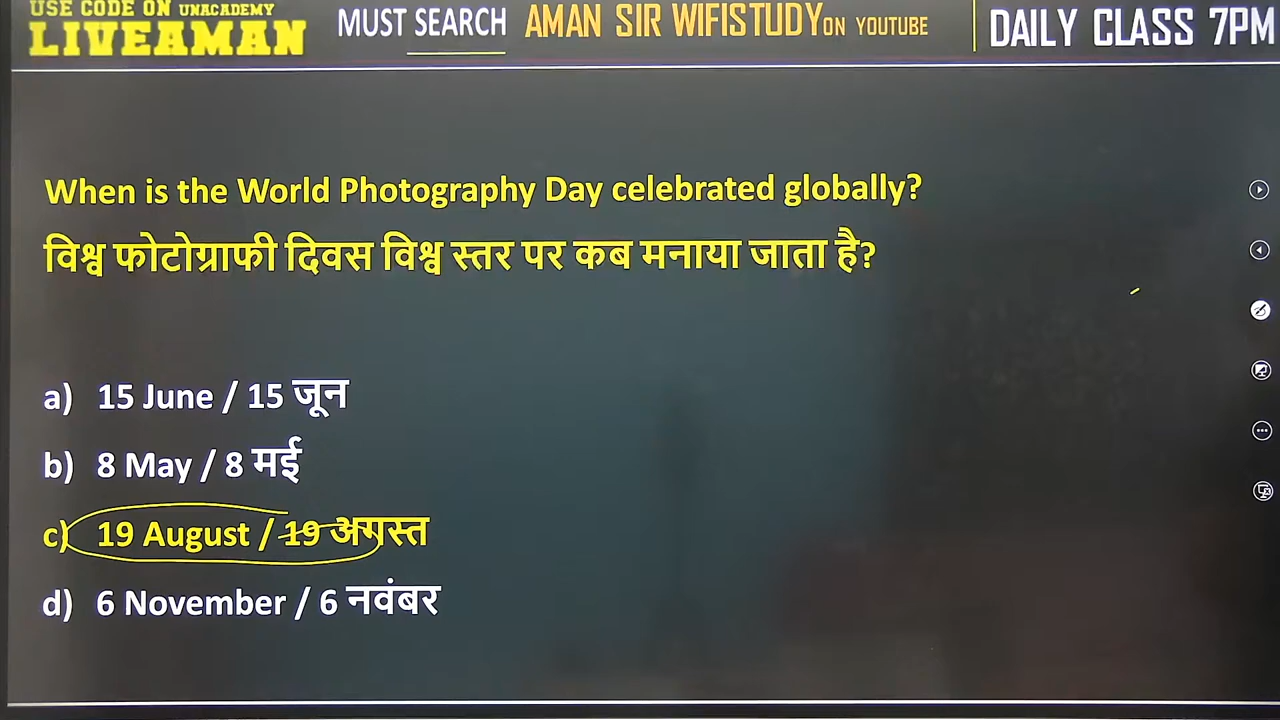 USE CODE ON UNACADEMY
LIVEAMAN
MUST SEARCH AMAN SIR WIFISTUDY ON YOUTUBE
DAILY CLASS 7PM
When is the World Photography Day celebrated globally?
विश्व फोटोग्राफी दिवस विश्व स्तर पर कब मनाया जाता है?
a) 15 June / 15 जून
b) 8 May / 8 मई
c) 19 August / 19 अगस्त
d) 6 November / 6 नवंबर